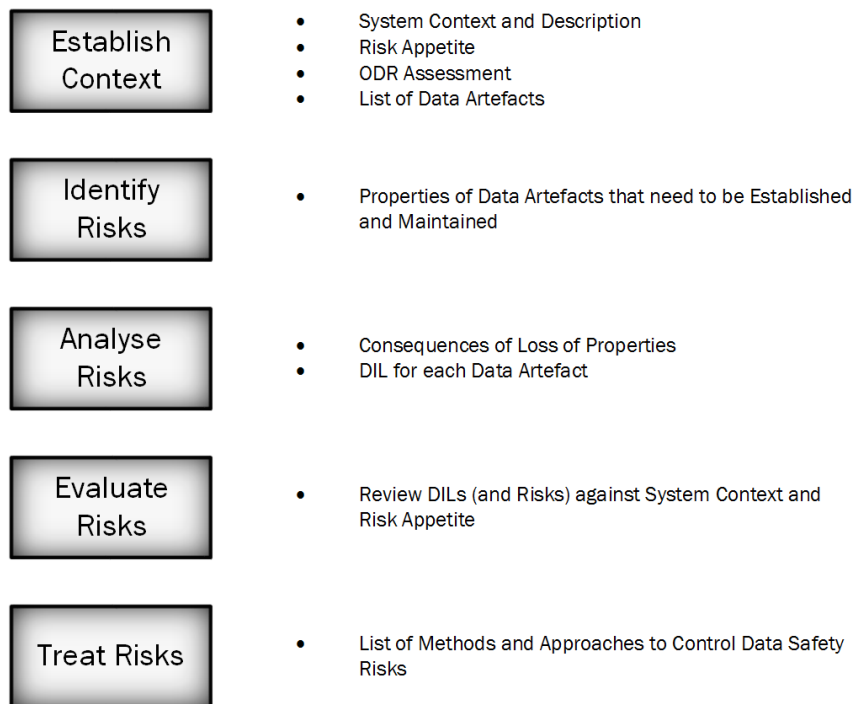 Establish
Context
• System Context and Description
• Risk Appetite
• ODR Assessment
• List of Data Artefacts
Identify
Risks
• Properties of Data Artefacts that need to be Established
and Maintained
Analyse
Risks
• Consequences of Loss of Properties
• DIL for each Data Artefact
Evaluate
Risks
• Review DILs (and Risks) against System Context and
Risk Appetite
Treat Risks
• List of Methods and Approaches to Control Data Safety
Risks